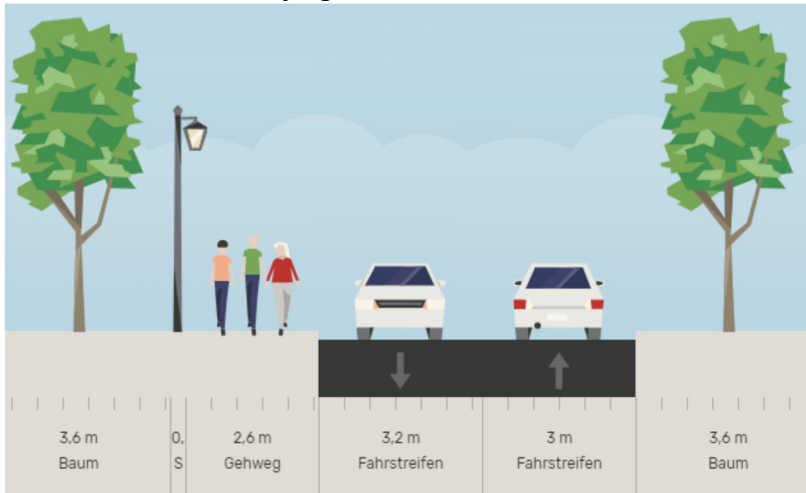 3,6 m
Baum
0,
S
2,6 m
Gehweg
3,2 m
Fahrstreifen
3 m
Fahrstreifen
3,6 m
Baum